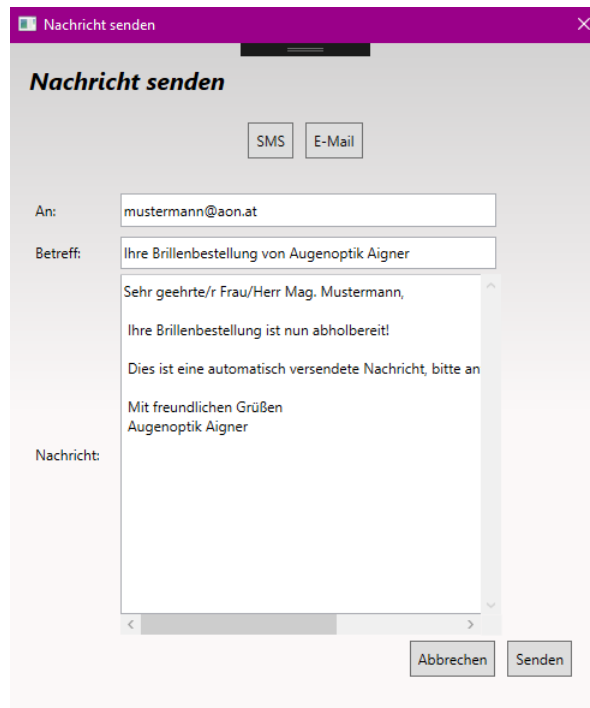 Nachricht senden
Nachricht senden
SMS E-Mail
An: mustermann@aon.at
Betreff: Ihre Brillenbestellung von Augenoptik Aigner
Sehr geehrte/r Frau/Herr Mag. Mustermann,
Ihre Brillenbestellung ist nun abholbereit!
Dies ist eine automatisch versendete Nachricht, bitte an
Mit freundlichen Grüßen
Augenoptik Aigner
Nachricht:
Abbrechen Senden